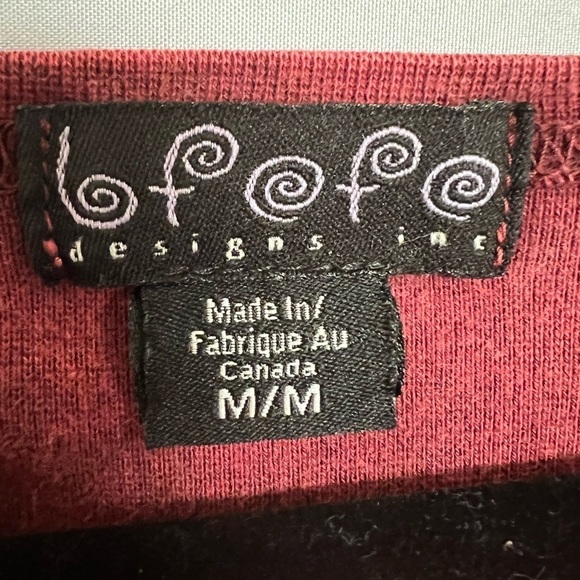 bfefe
designs inc
Made In/
Fabrique Au
Canada
M/M